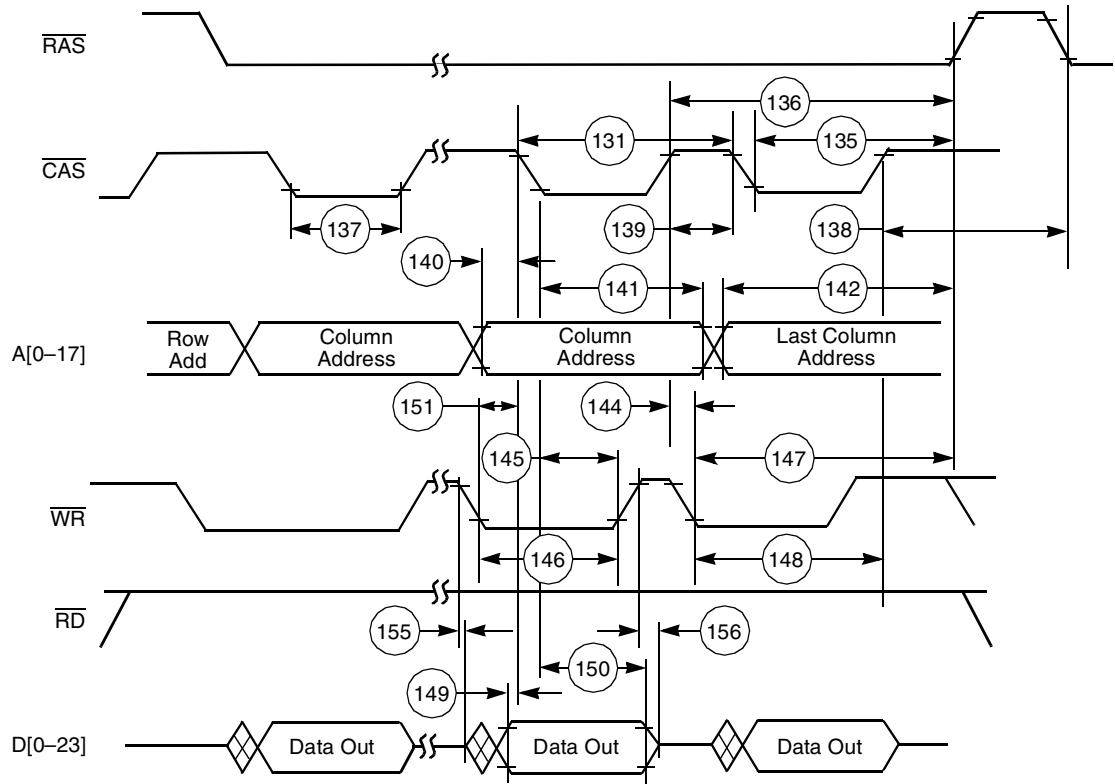 RAS
136
131
135
CAS
137
139
138
140
141
142
A[0–17]
Row
Add
Column
Address
Column
Address
Last Column
Address
151
144
145
147
WR
146
148
RD
155
156
150
149
D[0–23]
Data Out
Data Out
Data Out